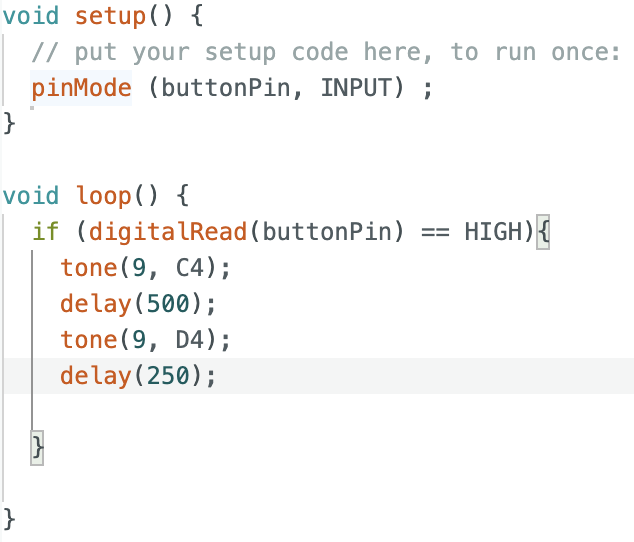 void setup() {
  // put your setup code here, to run once:
  pinMode (buttonPin, INPUT) ;
}

void loop() {
  if (digitalRead(buttonPin) == HIGH){
    tone(9, C4);
    delay(500);
    tone(9, D4);
    delay(250);

  }

}